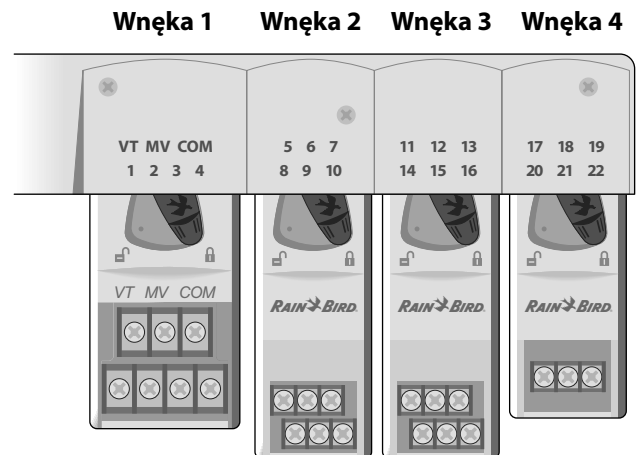 Wnęka 1 Wnęka 2 Wnęka 3 Wnęka 4
VT MV COM 5 6 7 11 12 13 17 18 19
1 2 3 4 8 9 10 14 15 16 20 21 22
VT MV COM
RAIN BIRD RAIN BIRD RAIN BIRD